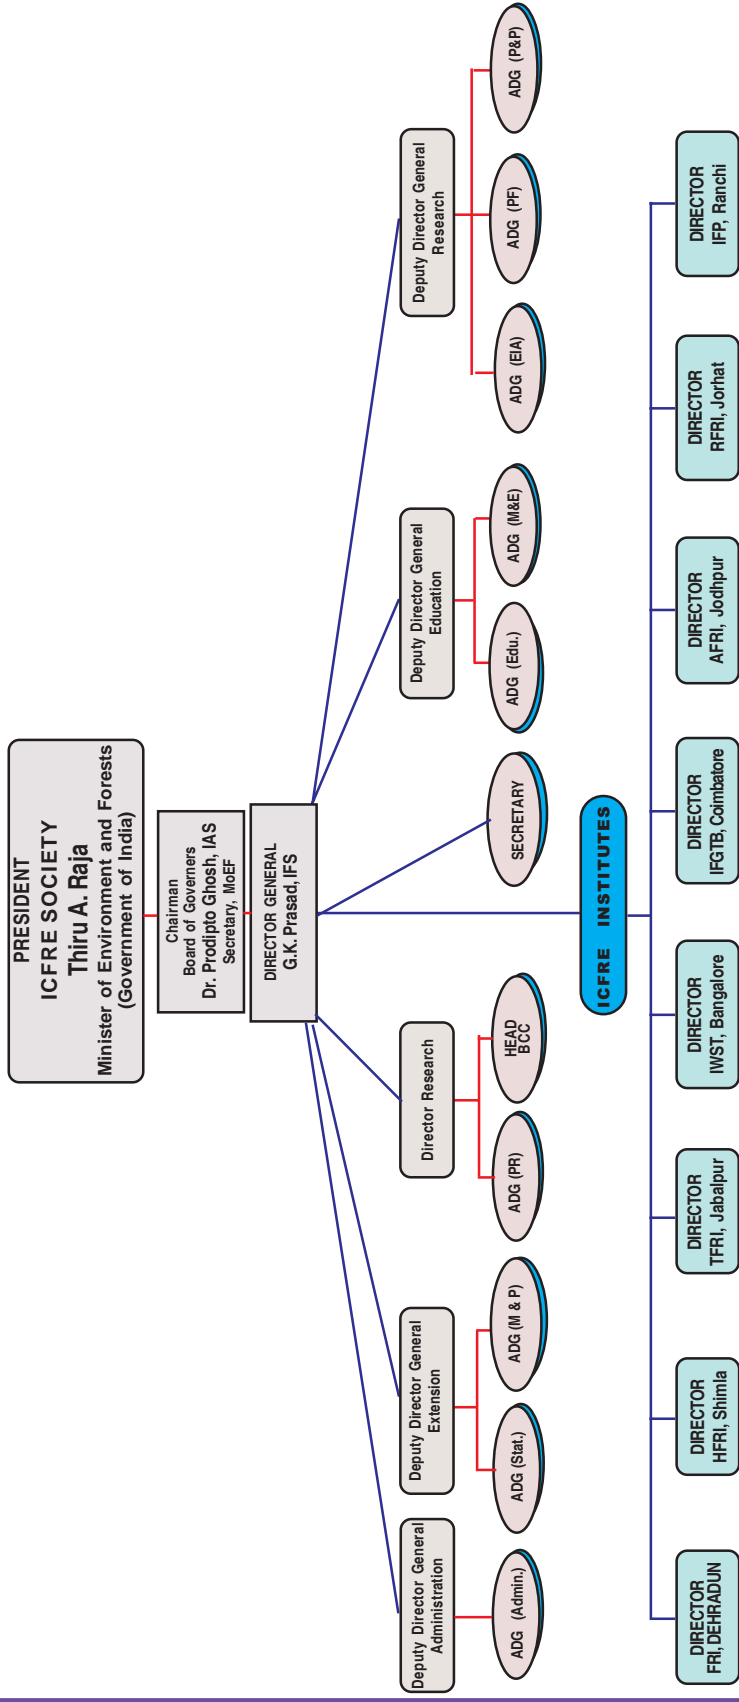 PRESIDENT
ICFRE SOCIETY
Thiru A. Raja
Minister of Environment and Forests
(Government of India)
Chairman
Board of Governers
Dr. Prodipto Ghosh, IAS
Secretary, MoEF
DIRECTOR GENERAL
G.K. Prasad, IFS
Deputy Director General
Administration
Deputy Director General
Extension
Director Research
Deputy Director General
Education
Deputy Director General
Research
ADG (Admin.)
ADG (Stat.)
ADG (M & P)
ADG (PR)
HEAD
BCC
SECRETARY
ADG (Edu.)
ADG (M&E)
ADG (EIA)
ADG (PF)
ADG (P&P)
ICFRE INSTITUTES
DIRECTOR
FRI, DEHRADUN
DIRECTOR
HFRI, Shimla
DIRECTOR
TFRI, Jabalpur
DIRECTOR
IWST, Bangalore
DIRECTOR
IFGTB, Coimbatore
DIRECTOR
AFRI, Jodhpur
DIRECTOR
RFRI, Jorhat
DIRECTOR
IFP, Ranchi